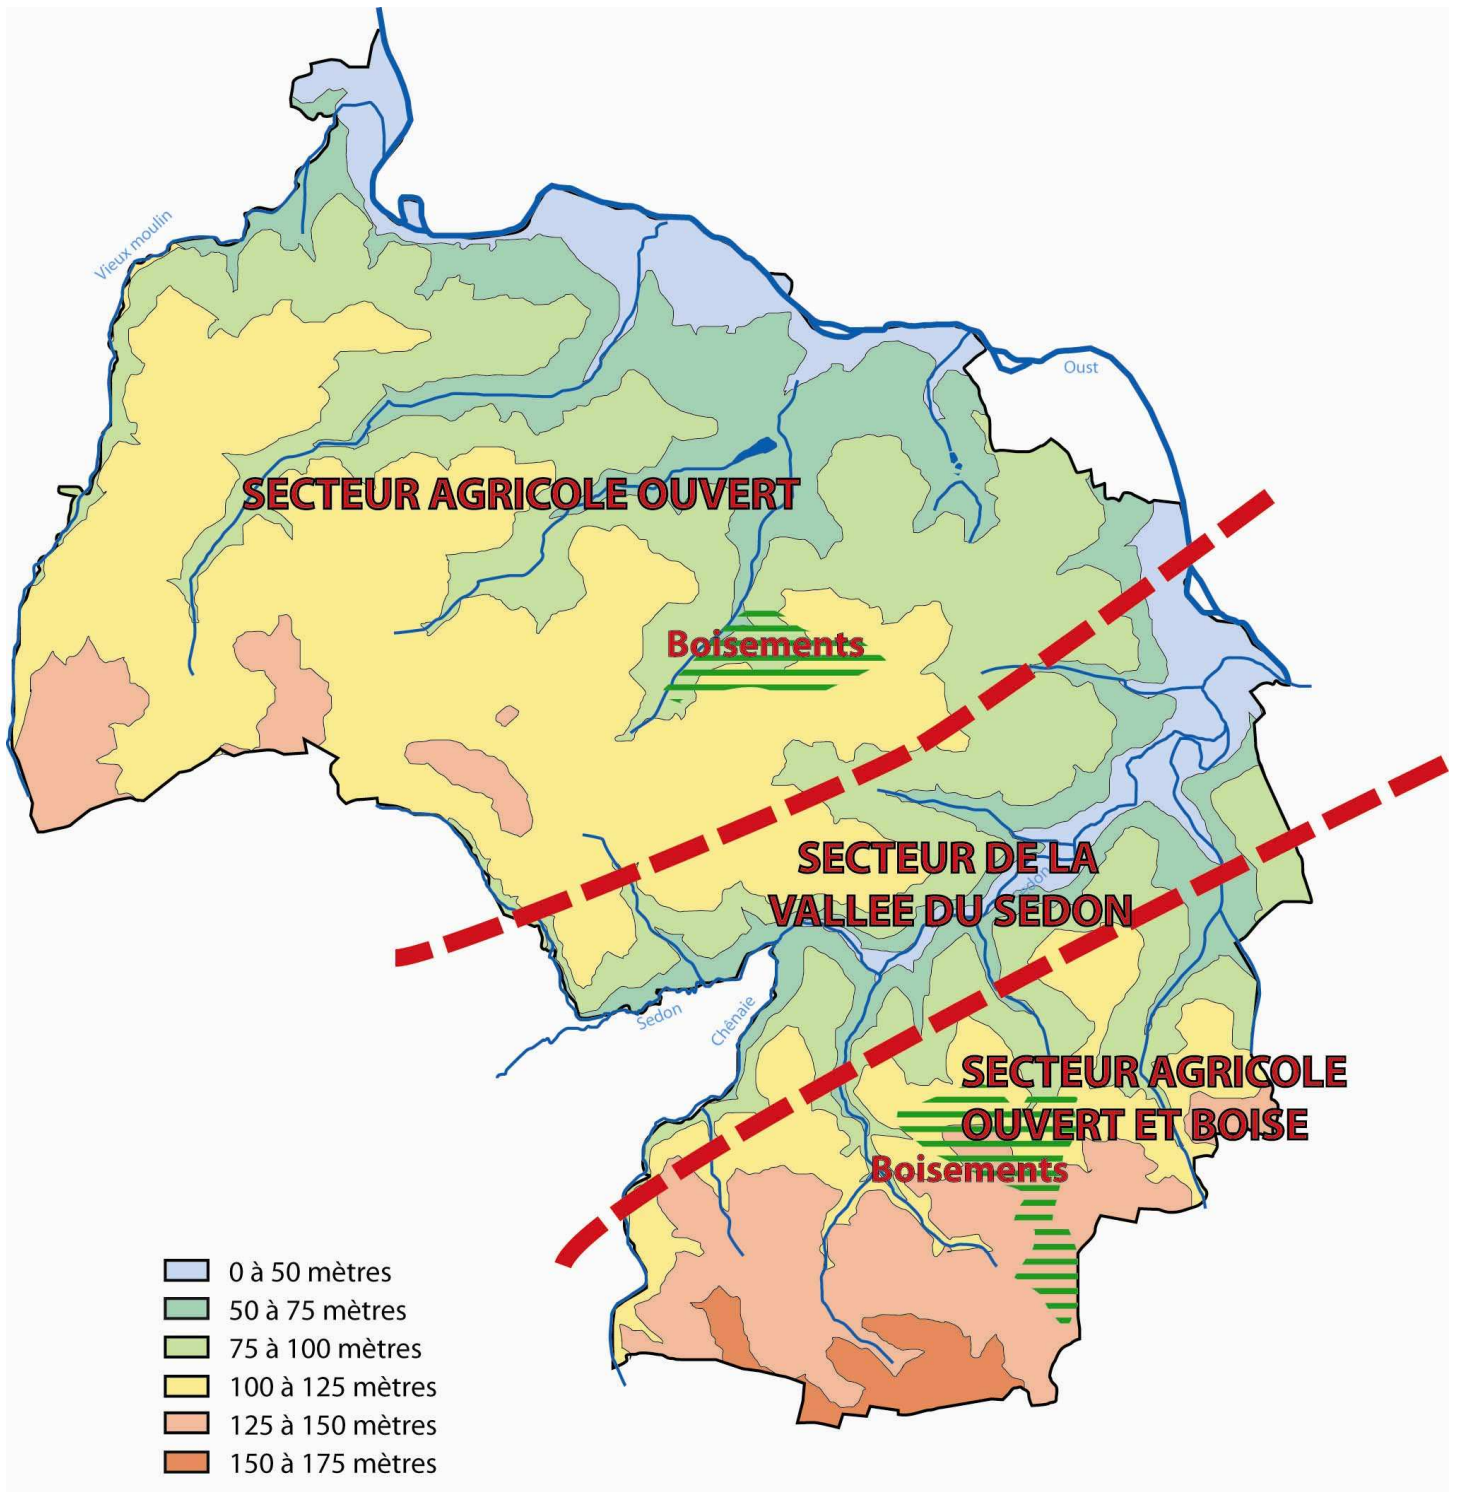 Vieux moulin
Oust
SECTEUR AGRICOLE OUVERT
Boisements
SECTEUR DE LA
VALLEE DU SEDON
Sedon
Sedon
Chênaie
SECTEUR AGRICOLE
OUVERT ET BOISE
Boisements
0 à 50 mètres
50 à 75 mètres
75 à 100 mètres
100 à 125 mètres
125 à 150 mètres
150 à 175 mètres